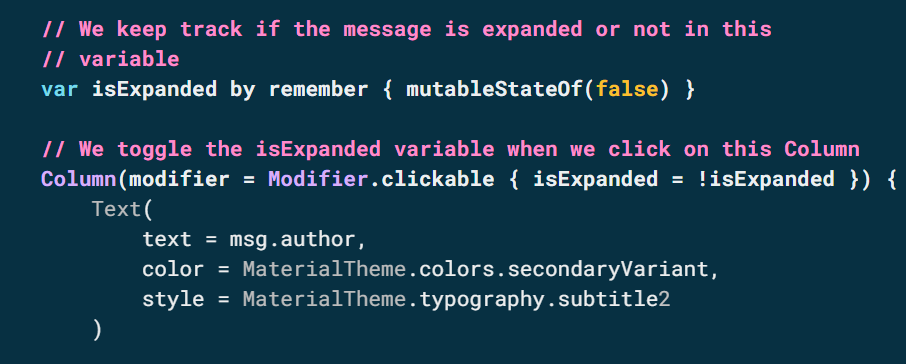 // We keep track if the message is expanded or not in this
// variable
var isExpanded by remember { mutableStateOf(false) }

// We toggle the isExpanded variable when we click on this Column
Column(modifier = Modifier.clickable { isExpanded = !isExpanded }) {
    Text(
        text = msg.author,
        color = MaterialTheme.colors.secondaryVariant,
        style = MaterialTheme.typography.subtitle2
    )